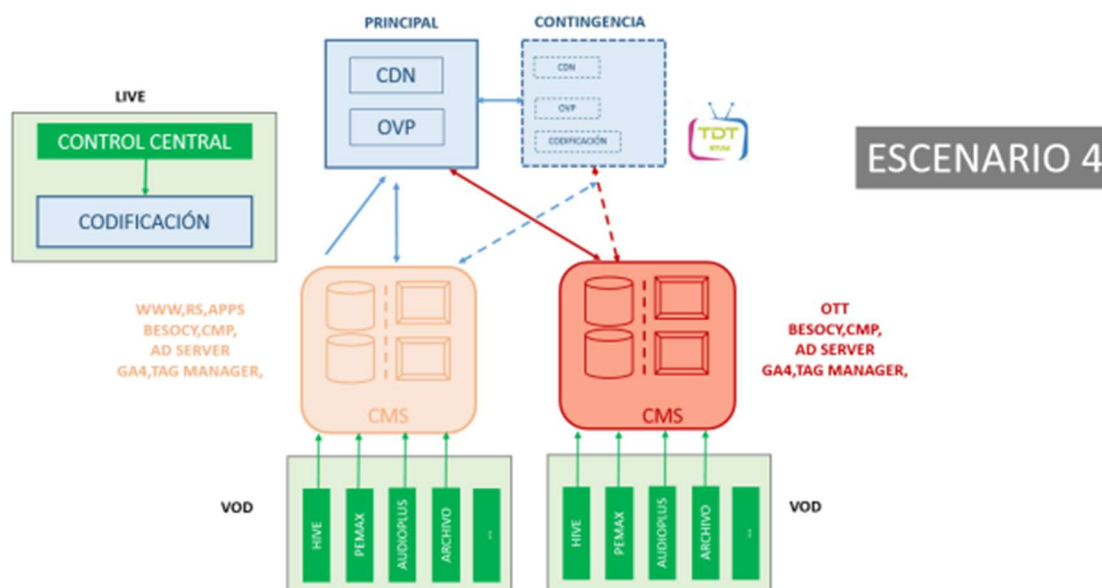 PRINCIPAL
CONTINGENCIA
CDN
OVP
CDN
OVP
CODIFICACIÓN
LIVE
CONTROL CENTRAL
CODIFICACIÓN
TDT
ESCENARIO 4
WWW,RS,APPS
BESOCY,CMP,
AD SERVER
GA4,TAG MANAGER,
CMS
CMS
OTT
BESOCY,CMP,
AD SERVER
GA4,TAG MANAGER,
VOD
HIVE
PEMAX
AUDIOPLUS
ARCHIVO
...
HIVE
PEMAX
AUDIOPLUS
ARCHIVO
...
VOD